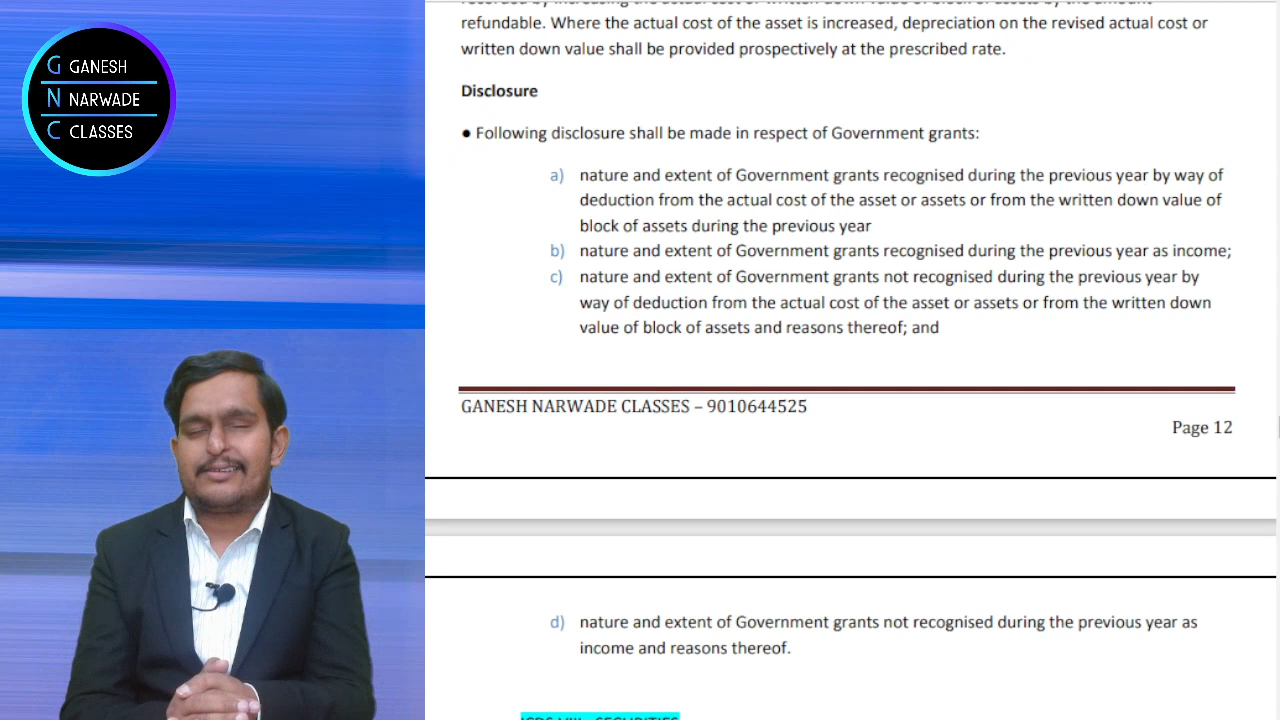 G GANESH
N NARWADE
C CLASSES
refundable. Where the actual cost of the asset is increased, depreciation on the revised actual cost or
written down value shall be provided prospectively at the prescribed rate.
Disclosure
● Following disclosure shall be made in respect of Government grants:
a) nature and extent of Government grants recognised during the previous year by way of
deduction from the actual cost of the asset or assets or from the written down value of
block of assets during the previous year
b) nature and extent of Government grants recognised during the previous year as income;
c) nature and extent of Government grants not recognised during the previous year by
way of deduction from the actual cost of the asset or assets or from the written down
value of block of assets and reasons thereof; and
GANESH NARWADE CLASSES – 9010644525
Page 12
d) nature and extent of Government grants not recognised during the previous year as
income and reasons thereof.